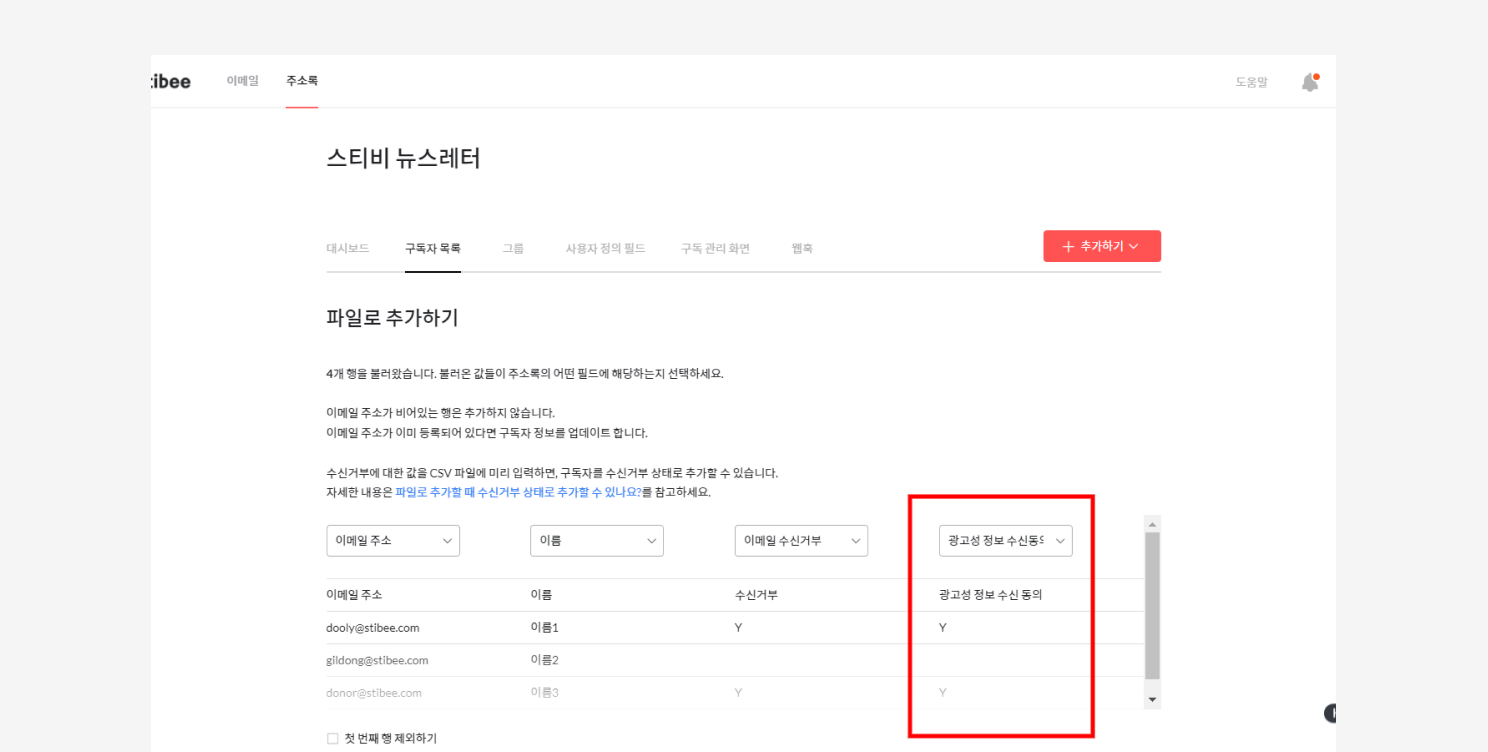 ibee 이메일 주소록 도움말
스티비 뉴스레터
대시보드 구독자 목록 그룹 사용자 정의 필드 구독 관리 화면 웹훅 + 추가하기
파일로 추가하기
4개 행을 불러왔습니다. 불러온 값들이 주소록의 어떤 필드에 해당하는지 선택하세요.
이메일 주소가 비어있는 행은 추가하지 않습니다.
이메일 주소가 이미 등록되어 있다면 구독자 정보를 업데이트 합니다.
수신거부에 대한 값을 CSV 파일에 미리 입력하면, 구독자를 수신거부 상태로 추가할 수 있습니다.
자세한 내용은 파일로 추가할 때 수신거부 상태로 추가할 수 있나요?를 참고하세요.
이메일 주소 이름 이메일 수신거부 광고성 정보 수신동의
이메일 주소 이름 수신거부 광고성 정보 수신 동의
dooly@stibee.com 이름1 Y Y
gildong@stibee.com 이름2
donor@stibee.com 이름3 Y Y
첫 번째 행 제외하기